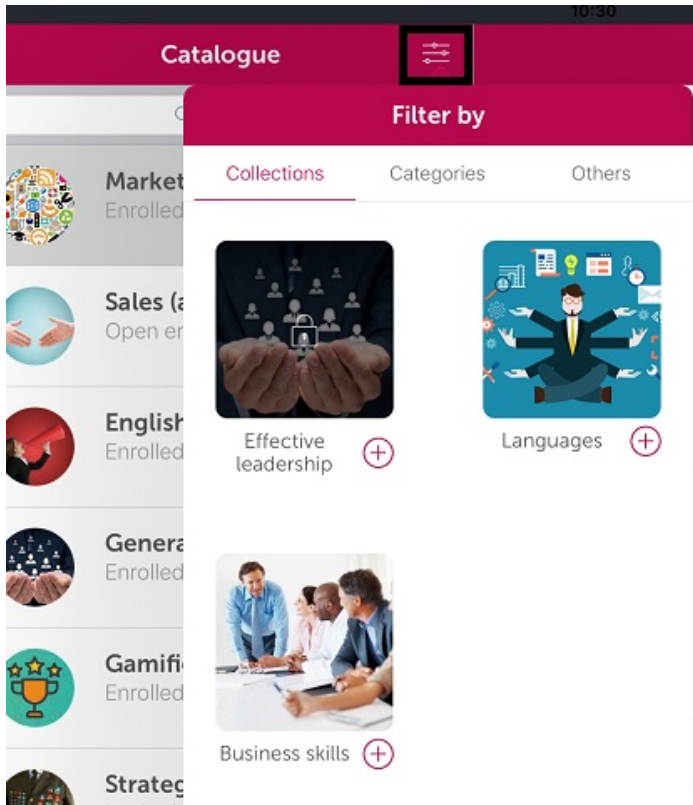 10:30
Catalogue
Filter by
Collections
Categories
Others
Market
Enrolled
Sales (a
Open en
English
Enrolled
Genera
Enrolled
Gamifi
Enrolled
Strateg
Effective
leadership
Languages
Business skills